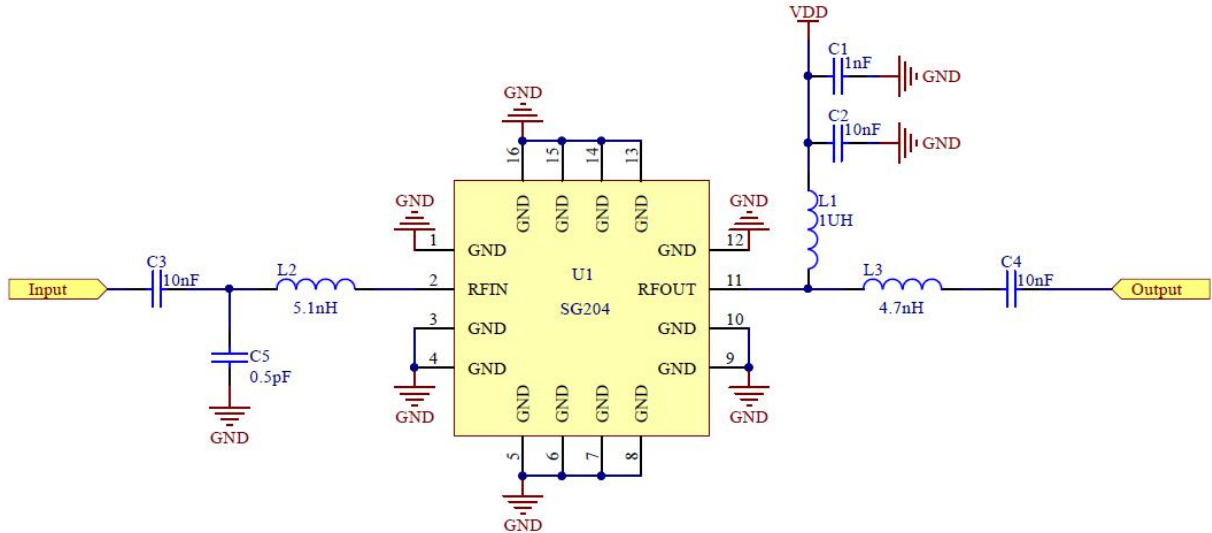 VDD
C1
1nF
GND
C2
10nF
GND
GND
16
15
14
13
GND
GND
GND
GND
GND
1
GND
GND
12
GND
L1
1UH
Input
C3
10nF
L2
5.1nH
2
RFIN
U1
SG204
RFOUT
11
L3
4.7nH
C4
10nF
Output
3
GND
GND
10
4
GND
GND
9
C5
0.5pF
GND
GND
GND
GND
GND
GND
GND
5
6
7
8
GND